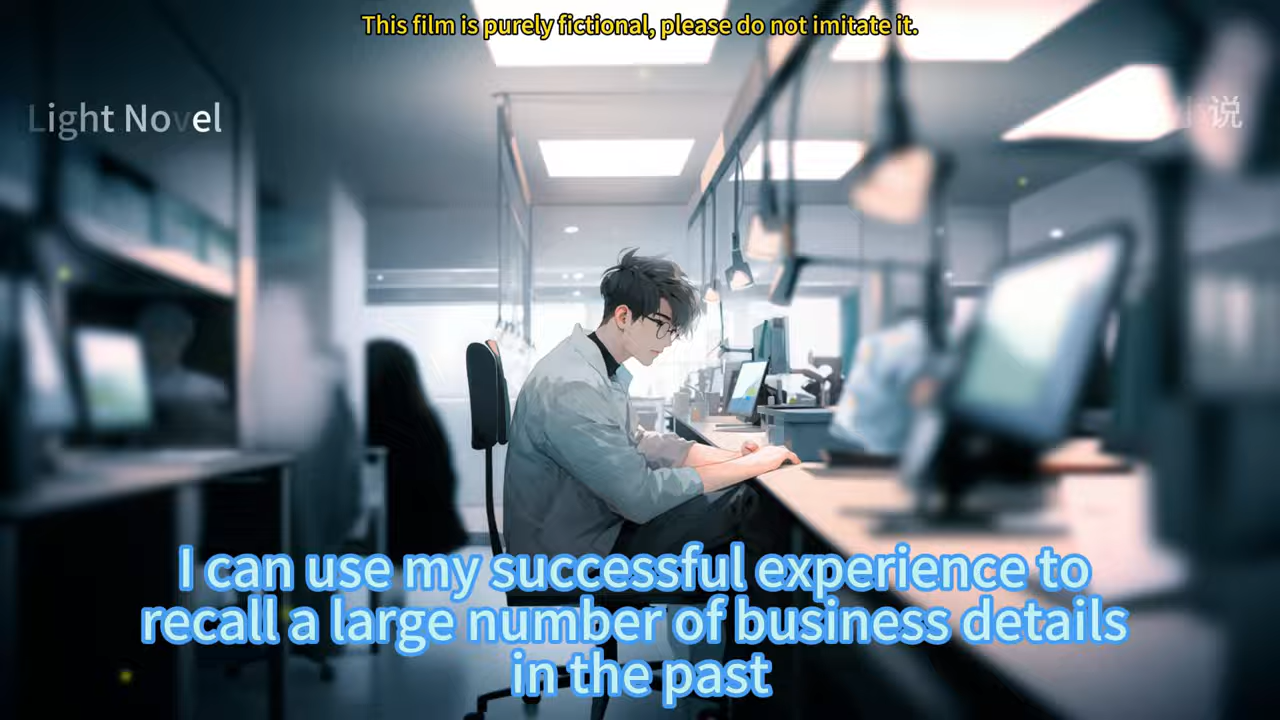 This film is purely fictional, please do not imitate it.
Light Novel
说
I can use my successful experience to
recall a large number of business details
in the past